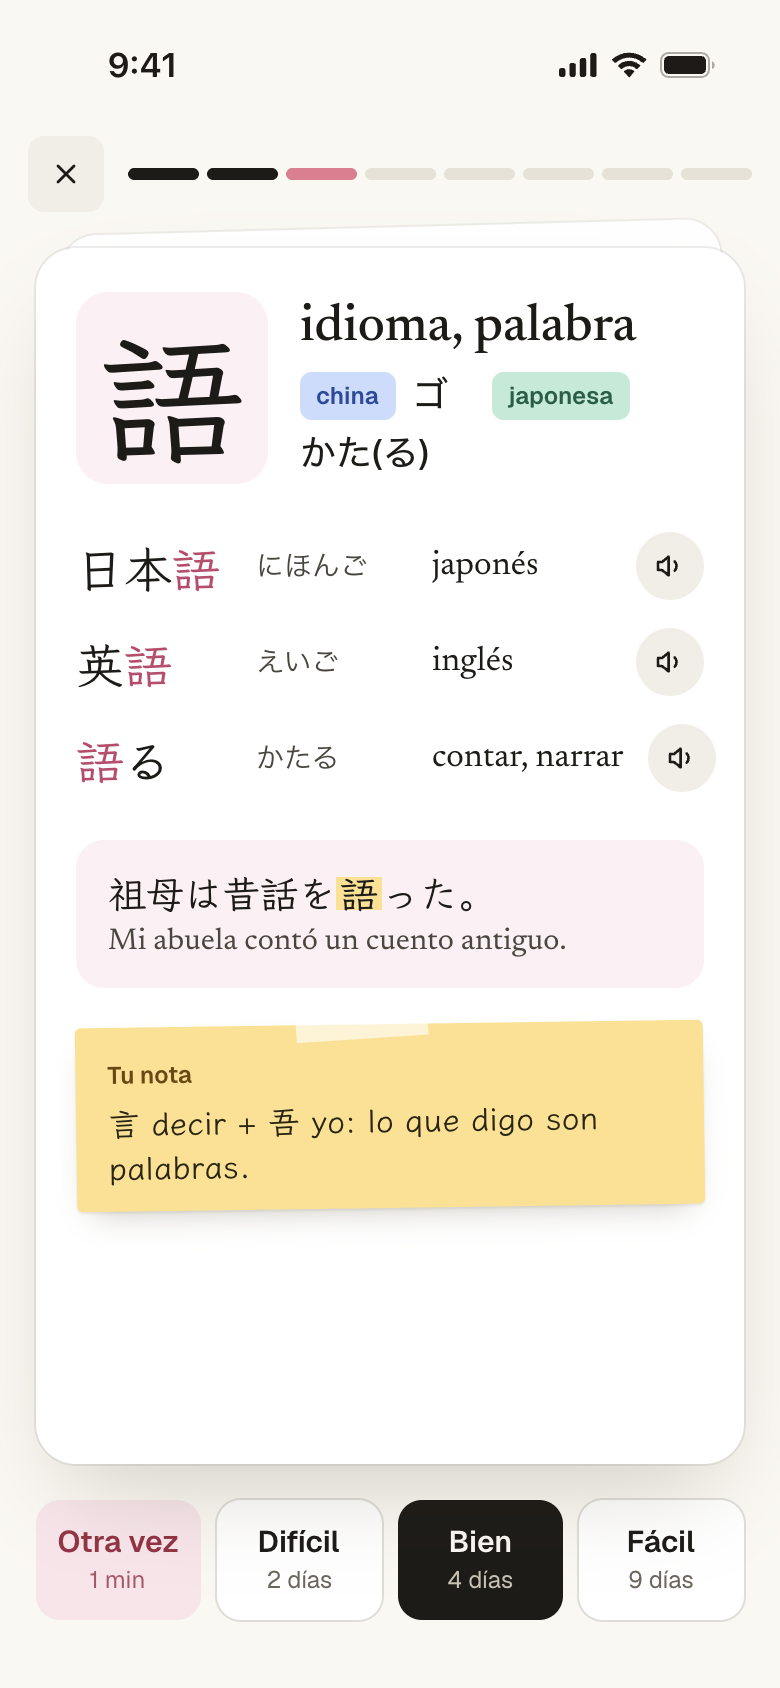 9:41
語
idioma, palabra
china ゴ japonesa
かた(る)
日本語 にほんご japonés
英語 えいご inglés
語る かたる contar, narrar
祖母は昔話を語った。
Mi abuela contó un cuento antiguo.
Tu nota
言 decir + 吾 yo: lo que digo son
palabras.
Otra vez Difícil Bien Fácil
1 min 2 días 4 días 9 días